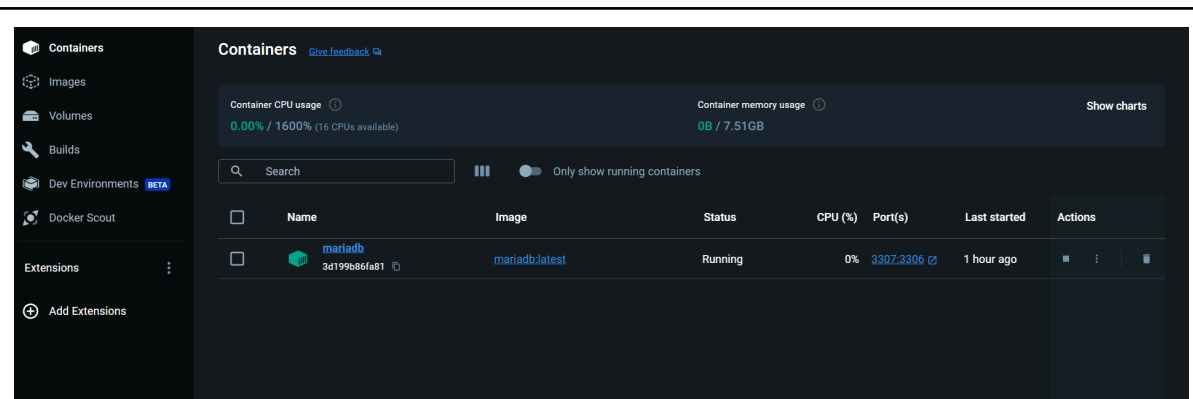 Containers
Images
Volumes
Builds
Dev Environments BETA
Docker Scout
Extensions
Add Extensions
Containers Give feedback
Container CPU usage
0.00% / 1600% (16 CPUs available)
Container memory usage
0B / 7.51GB
Show charts
Search
Only show running containers
Name Image Status CPU (%) Port(s) Last started Actions
mariadb
3d199b86fa81
mariadb:latest Running 0% 3307:3306 1 hour ago